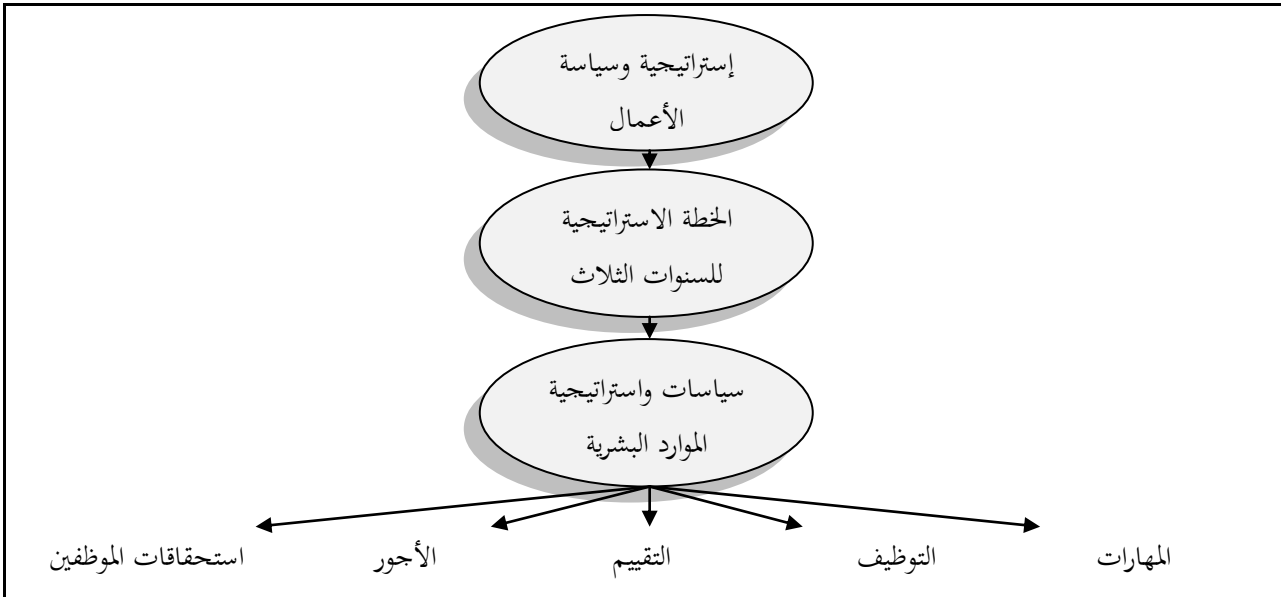 إستراتيجية وسياسة
الأعمال
الخطة الاستراتيجية
للسنوات الثلاث
سياسات واستراتيجية
الموارد البشرية
المهارات
التوظيف
التقييم
الأجور
استحقاقات الموظفين